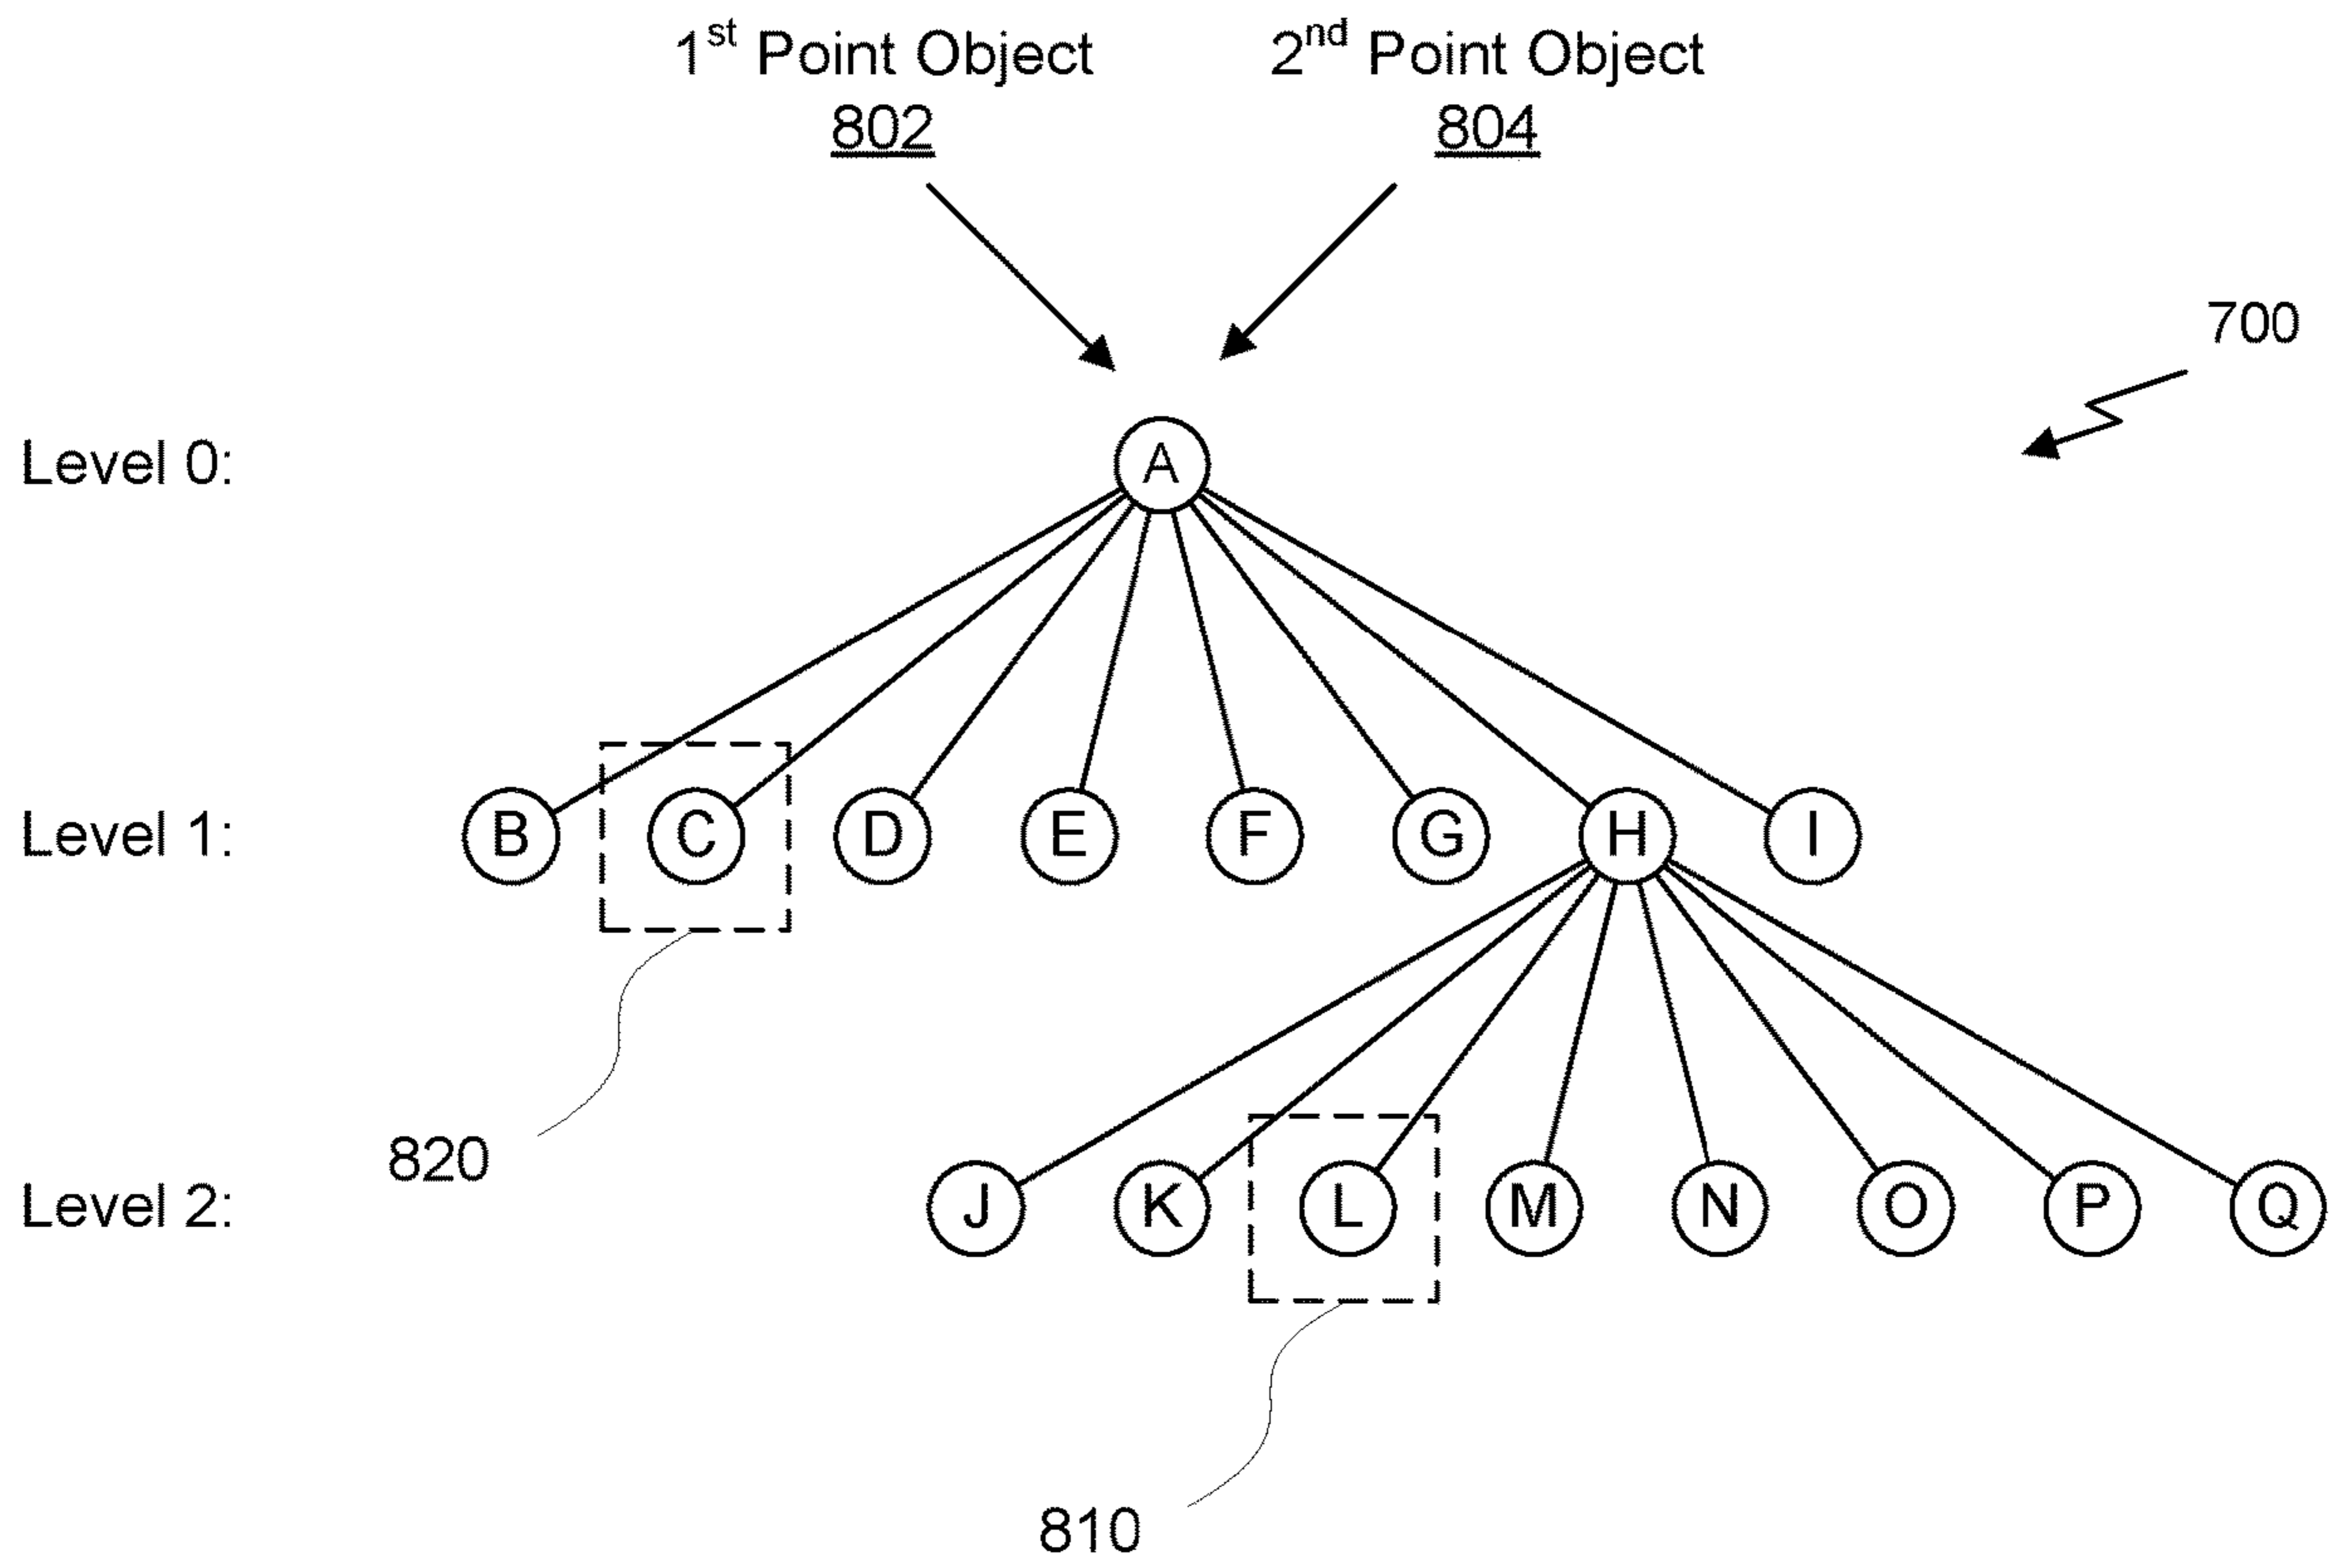 1st Point Object 2nd Point Object
802 804
700
Level 0: A
Level 1: B C D E F G H I
820
Level 2: J K L M N O P Q
810